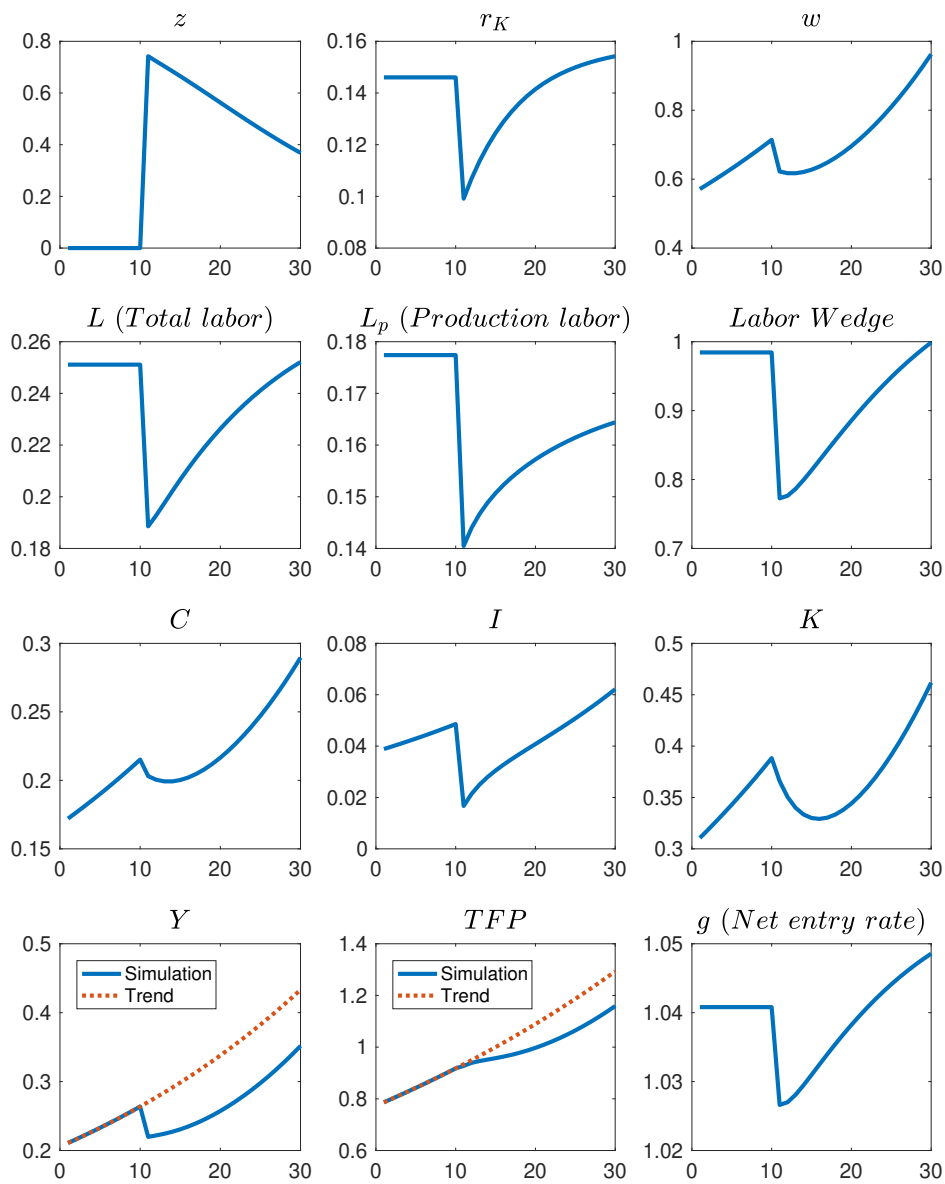 z
0.8
0.6
0.4
0.2
0
0 10 20 30
r_K
0.16
0.14
0.12
0.1
0.08
0 10 20 30
w
1
0.8
0.6
0.4
0 10 20 30
L (Total labor)
0.26
0.24
0.22
0.2
0.18
0 10 20 30
L_p (Production labor)
0.18
0.17
0.16
0.15
0.14
0 10 20 30
Labor Wedge
1
0.9
0.8
0.7
0 10 20 30
C
0.3
0.25
0.2
0.15
0 10 20 30
I
0.08
0.06
0.04
0.02
0
0 10 20 30
K
0.45
0.4
0.35
0.3
0 10 20 30
Y
0.5
0.4
0.3
0.2
Simulation
Trend
0 10 20 30
TFP
1.4
1.2
1
0.8
0.6
Simulation
Trend
0 10 20 30
g (Net entry rate)
1.05
1.04
1.03
1.02
0 10 20 30